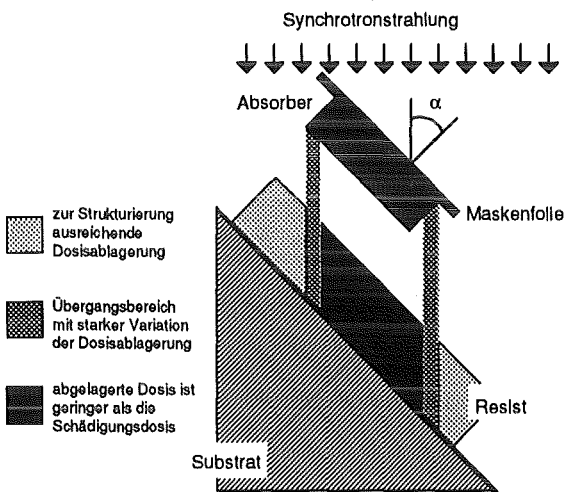 Synchrotronstrahlung
Absorber
α
Maskenfolie
zur Strukturierung
ausreichende
Dosisablagerung
Übergangsbereich
mit starker Variation
der Dosisablagerung
abgelagerte Dosis ist
geringer als die
Schädigungsdosis
Resist
Substrat